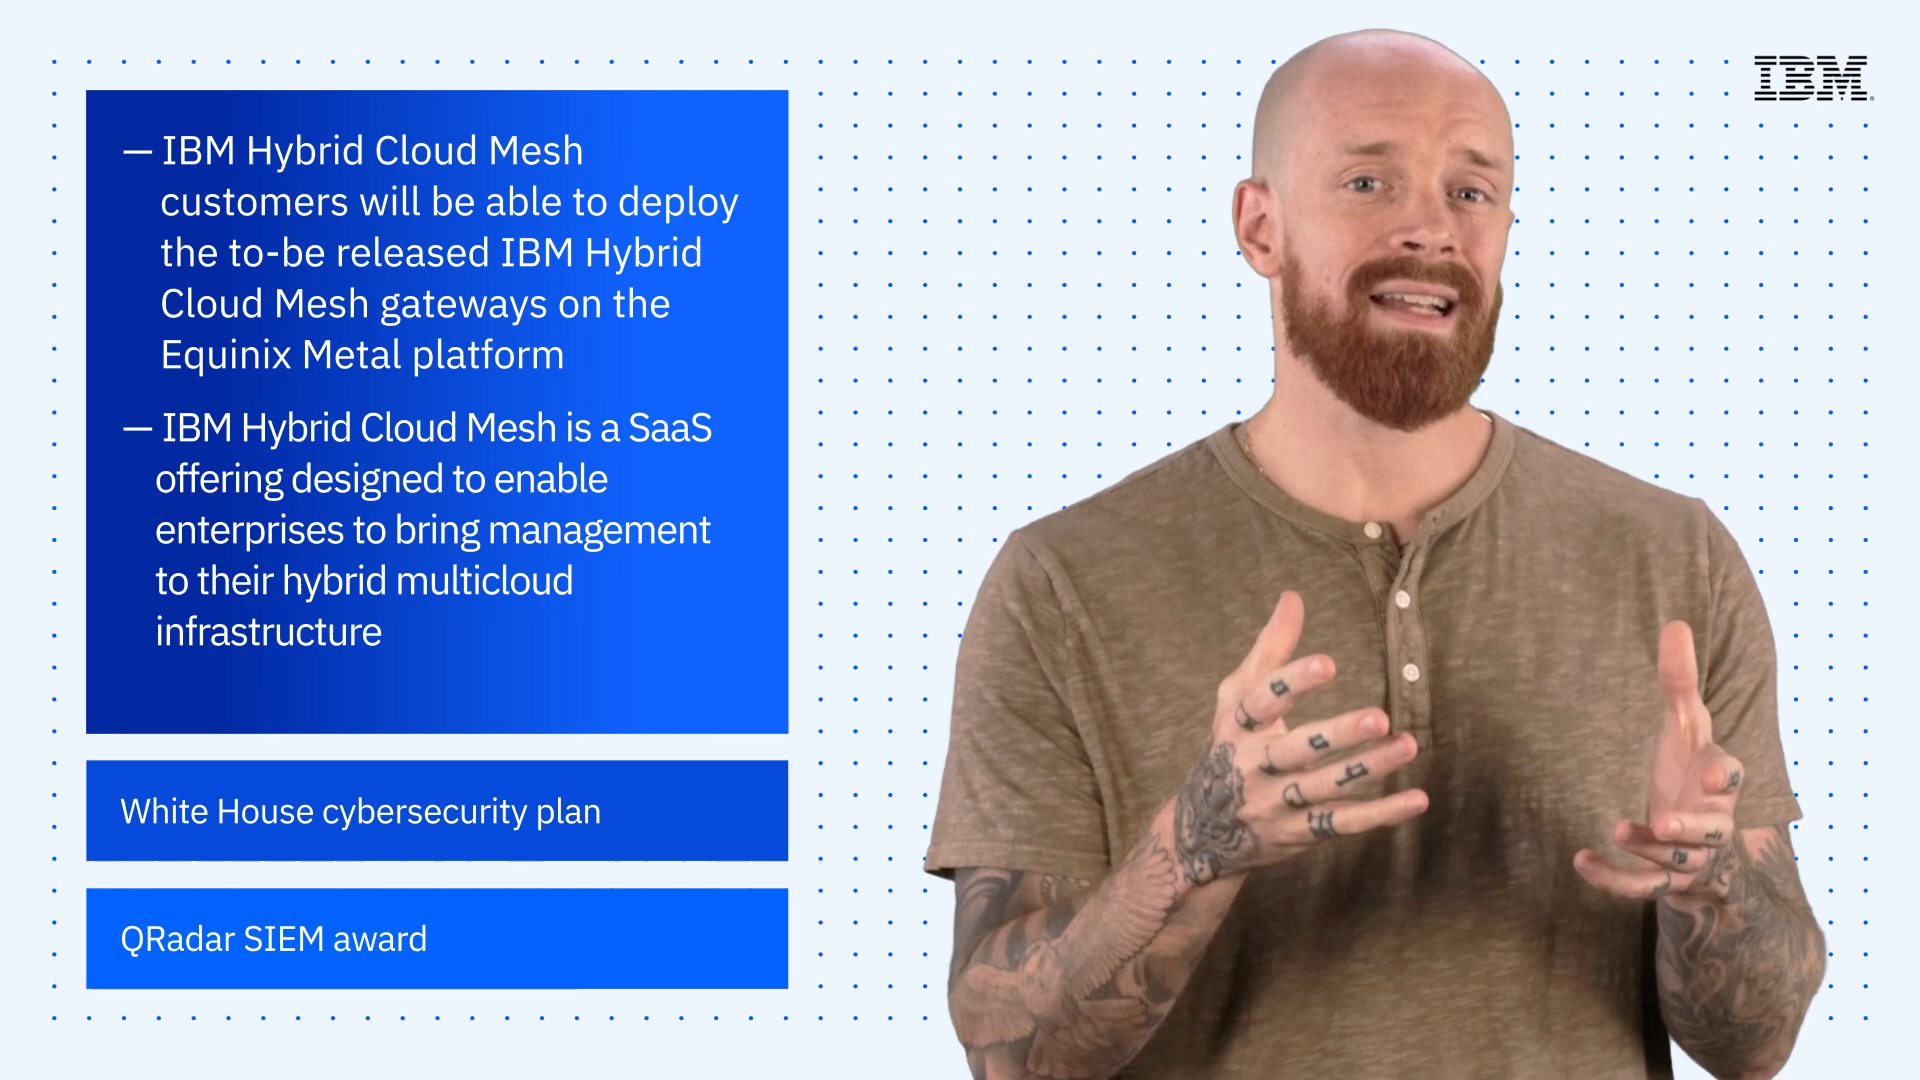 — IBM Hybrid Cloud Mesh
customers will be able to deploy
the to-be released IBM Hybrid
Cloud Mesh gateways on the
Equinix Metal platform
— IBM Hybrid Cloud Mesh is a SaaS
offering designed to enable
enterprises to bring management
to their hybrid multicloud
infrastructure
White House cybersecurity plan
QRadar SIEM award
IBM